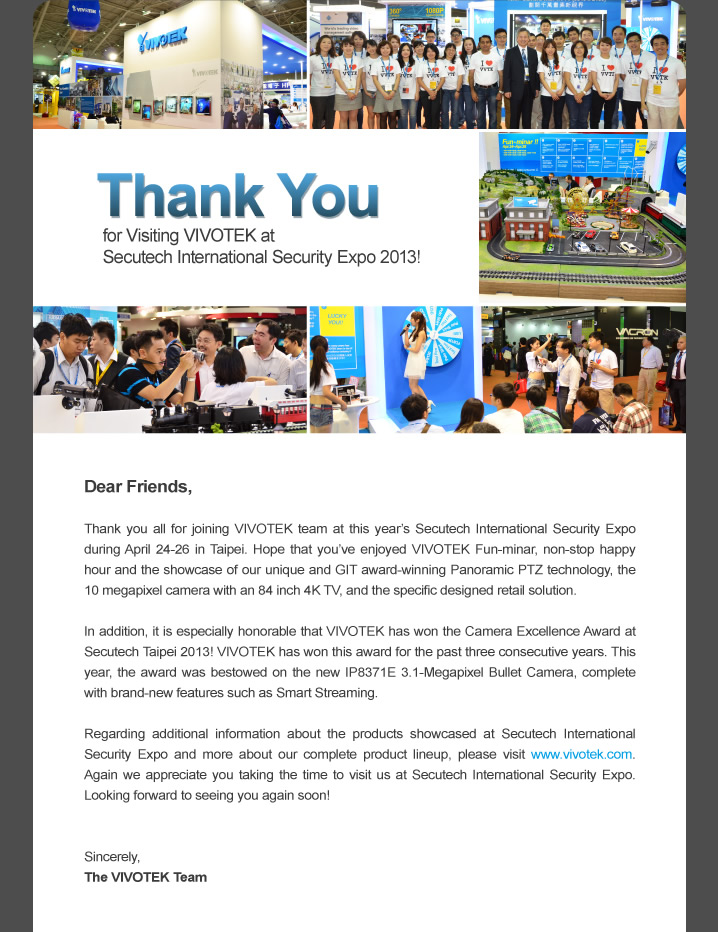 VIVOTEK
360°
1080P
I ♥ VVTK
Fun-minar !!
Thank You
for Visiting VIVOTEK at
Secutech International Security Expo 2013!
LUCKY
YOU!
VACRON
Dear Friends,
Thank you all for joining VIVOTEK team at this year’s Secutech International Security Expo
during April 24-26 in Taipei. Hope that you’ve enjoyed VIVOTEK Fun-minar, non-stop happy
hour and the showcase of our unique and GIT award-winning Panoramic PTZ technology, the
10 megapixel camera with an 84 inch 4K TV, and the specific designed retail solution.
In addition, it is especially honorable that VIVOTEK has won the Camera Excellence Award at
Secutech Taipei 2013! VIVOTEK has won this award for the past three consecutive years. This
year, the award was bestowed on the new IP8371E 3.1-Megapixel Bullet Camera, complete
with brand-new features such as Smart Streaming.
Regarding additional information about the products showcased at Secutech International
Security Expo and more about our complete product lineup, please visit www.vivotek.com.
Again we appreciate you taking the time to visit us at Secutech International Security Expo.
Looking forward to seeing you again soon!
Sincerely,
The VIVOTEK Team